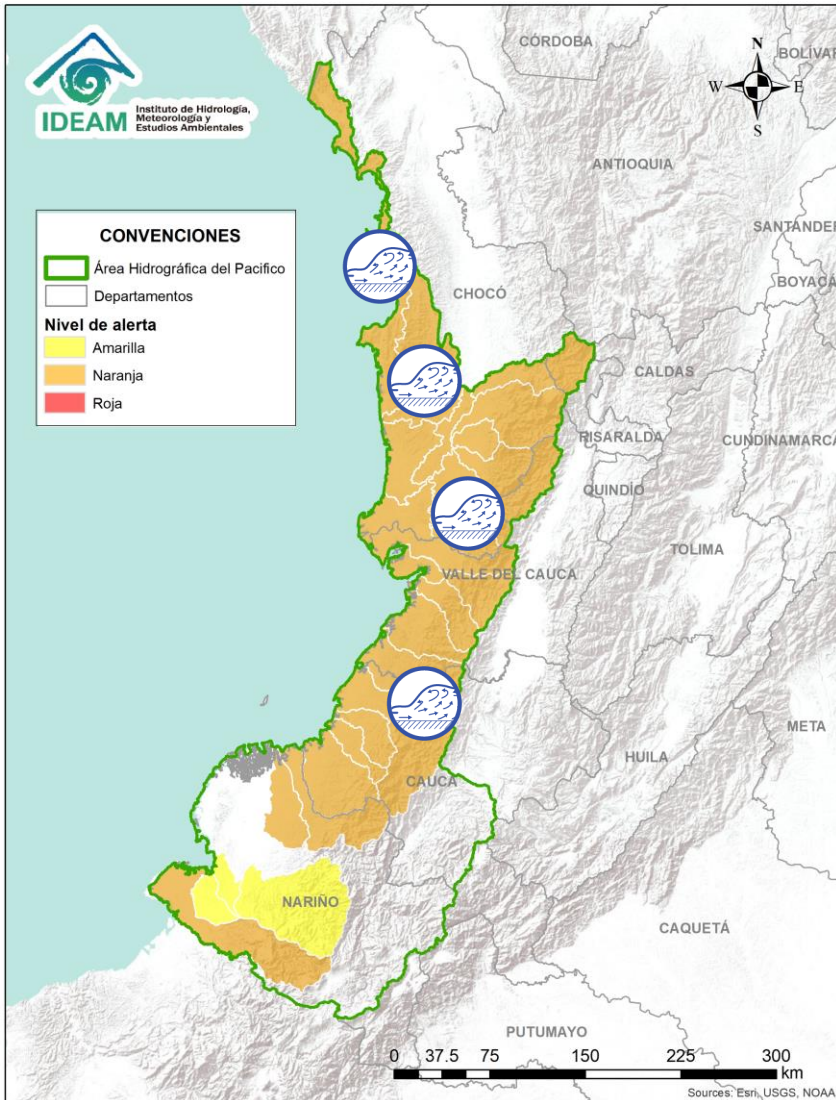 IDEAM
Instituto de Hidrología,
Meteorología y
Estudios Ambientales
CÓRDOBA
BOLÍVAR
N
W
E
S
ANTIOQUIA
SANTANDER
BOYACÁ
CONVENCIONES
Área Hidrográfica del Pacifico
Departamentos
Nivel de alerta
Amarilla
Naranja
Roja
CHOCÓ
CALDAS
RISARALDA
CUNDINAMARCA
QUINDÍO
TOLIMA
VALLE DEL CAUCA
META
HUILA
CAUCA
NARIÑO
CAQUETÁ
PUTUMAYO
0 37.5 75 150 225 300
km
Sources: Esri, USGS, NOAA